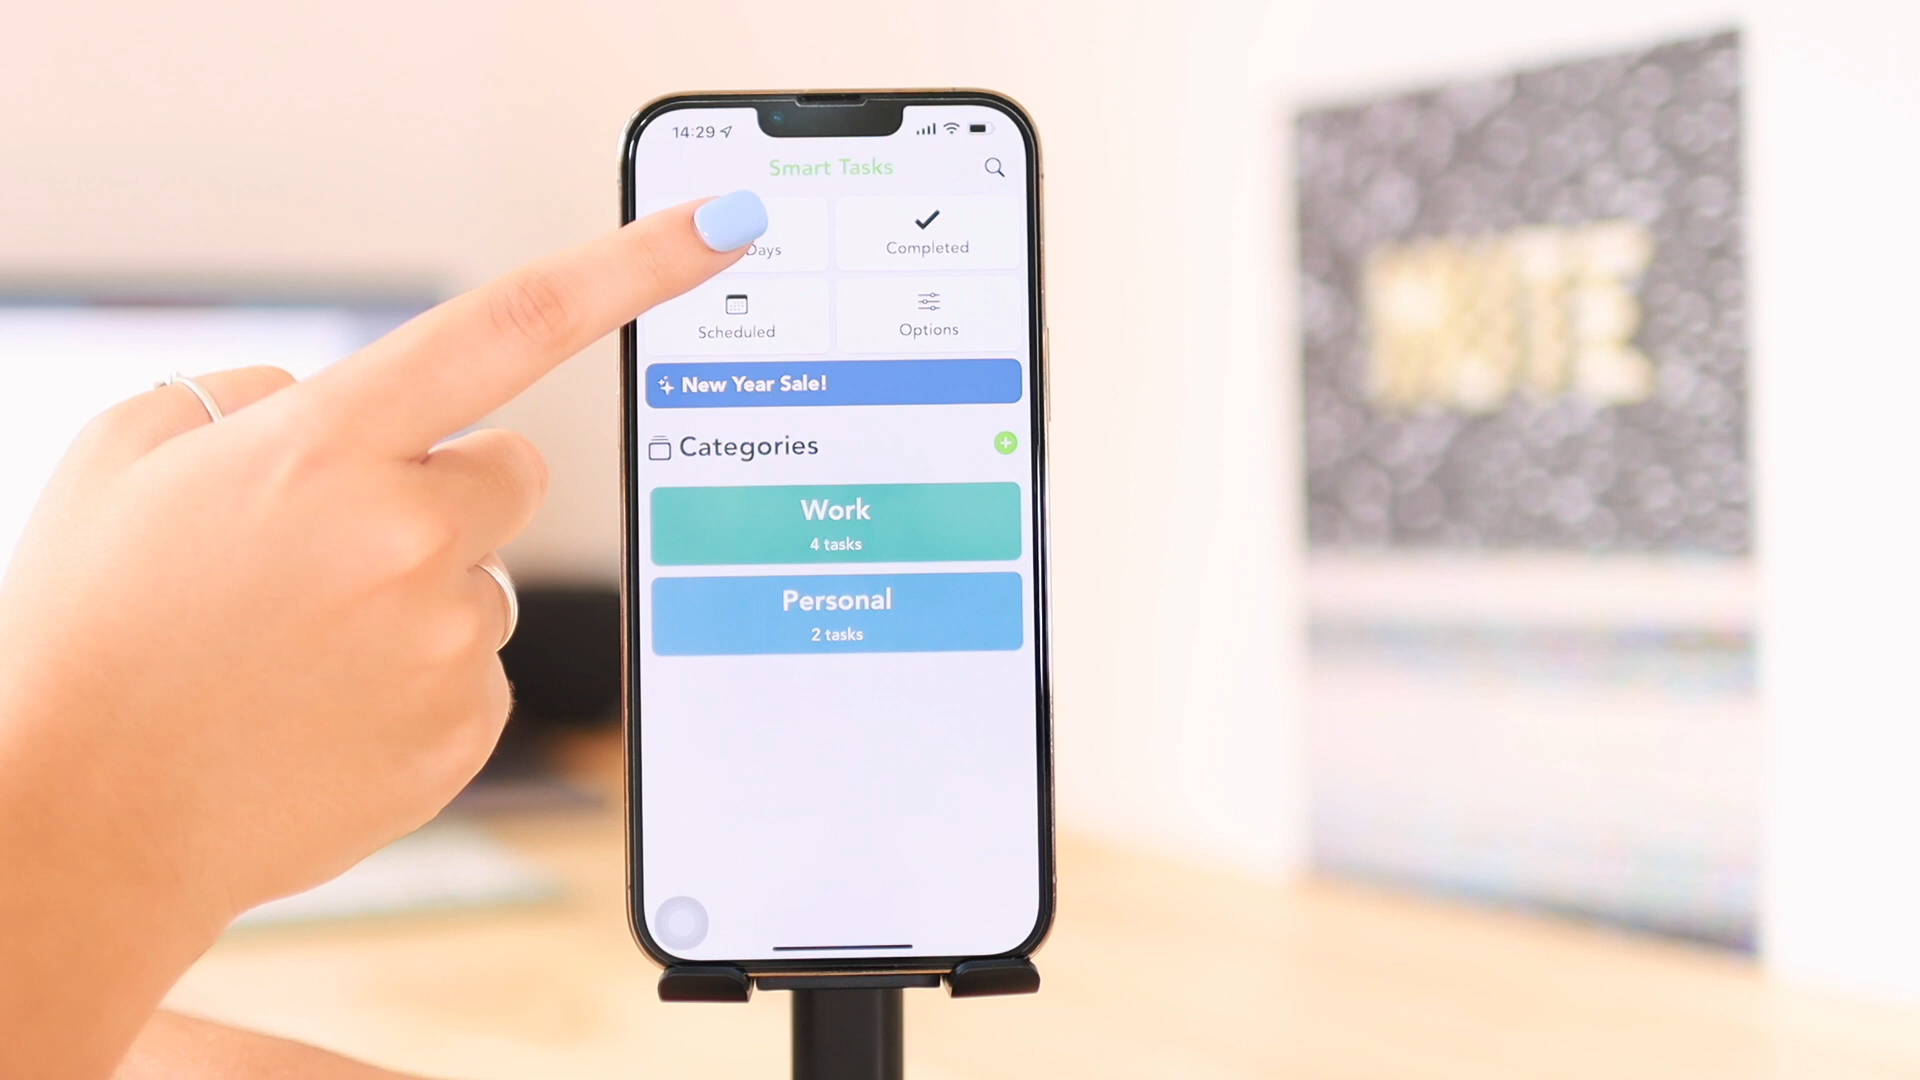 14:29
Smart Tasks
Days
Completed
Scheduled
Options
New Year Sale!
Categories
Work
4 tasks
Personal
2 tasks